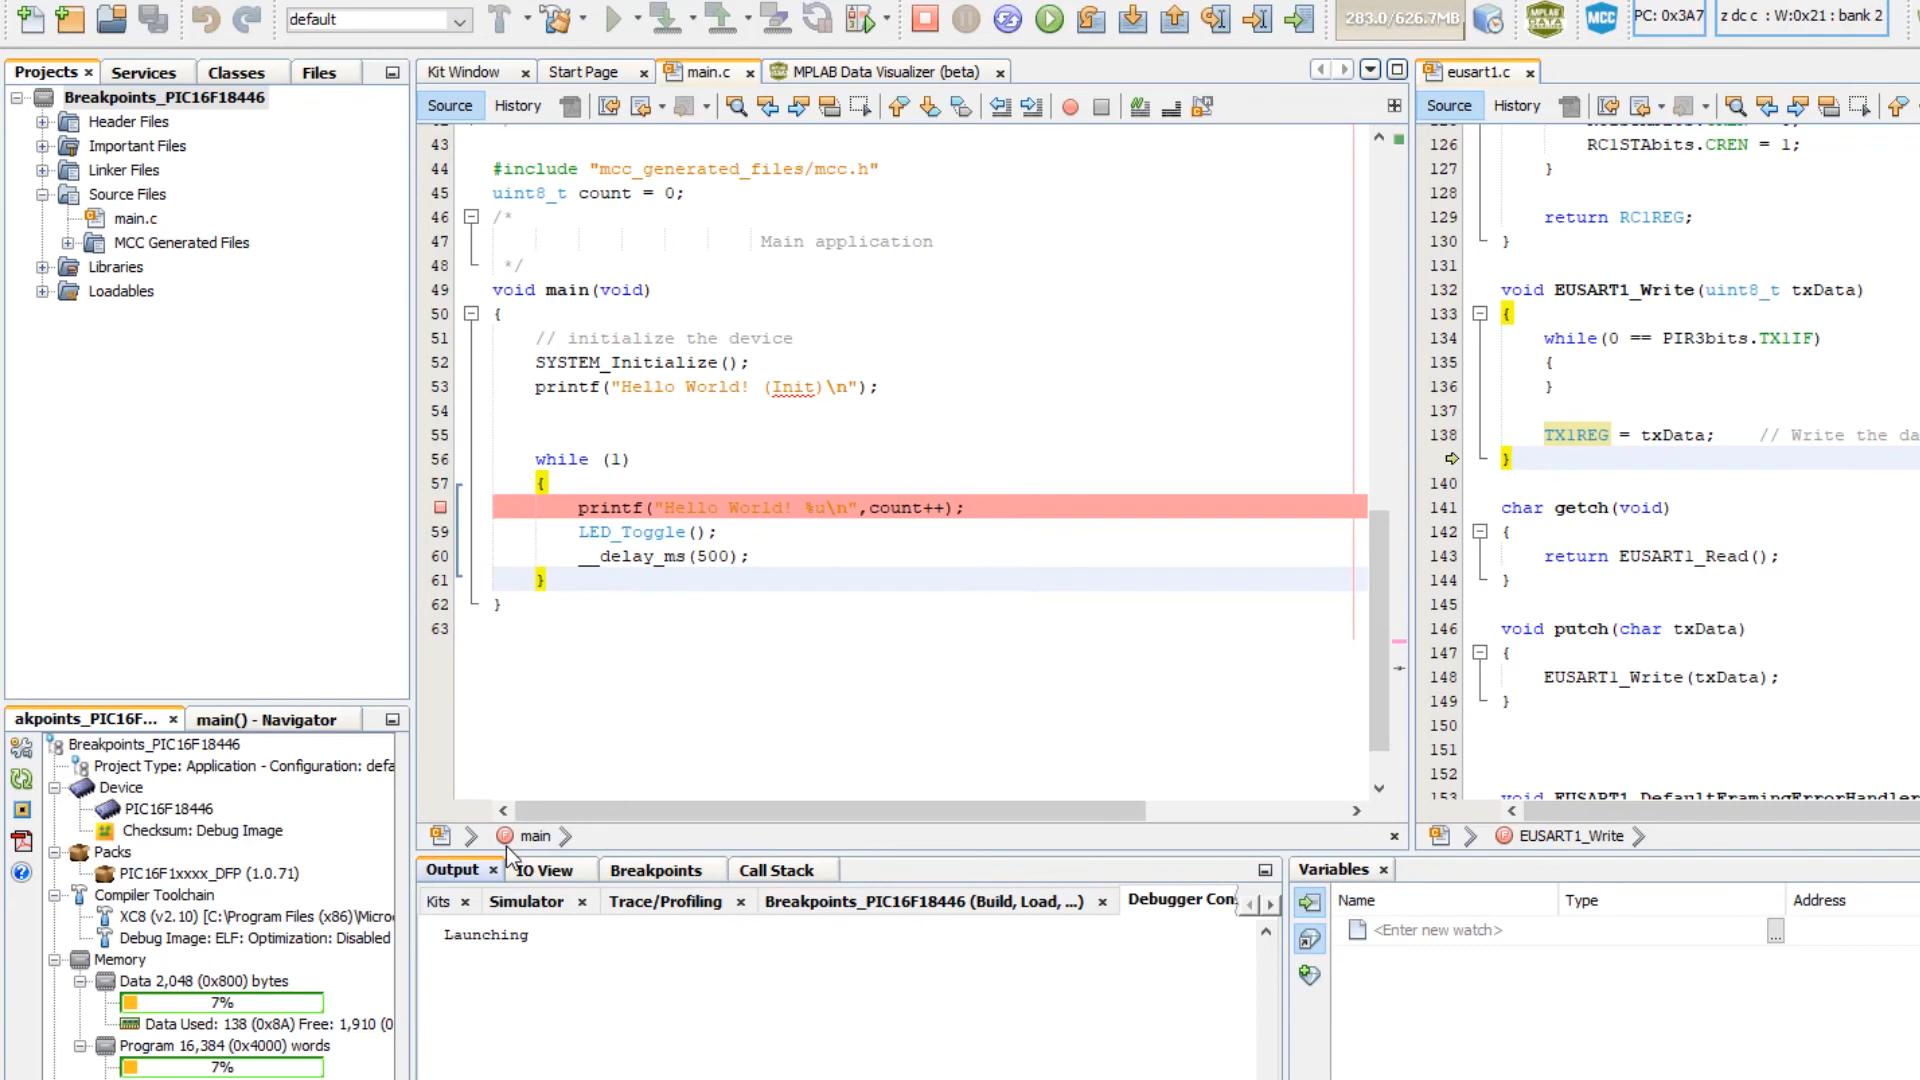 default
283.0/626.7MB
MPLAB DATA
MCC
PC: 0x3A7
z dc c : W:0x21 : bank 2
Projects
Services
Classes
Files
Breakpoints_PIC16F18446
Header Files
Important Files
Linker Files
Source Files
main.c
MCC Generated Files
Libraries
Loadables
Kit Window
Start Page
main.c
MPLAB Data Visualizer (beta)
Source
History
43
44 #include "mcc_generated_files/mcc.h"
45 uint8_t count = 0;
46 /*
47 Main application
48 */
49 void main(void)
50 {
51 // initialize the device
52 SYSTEM_Initialize();
53 printf("Hello World! (Init)\n");
54
55
56 while (1)
57 {
printf("Hello World! %u\n",count++);
59 LED_Toggle();
60 __delay_ms(500);
61 }
62 }
63
main
eusart1.c
Source
History
126 RC1STAbits.CREN = 1;
127 }
128
129 return RC1REG;
130 }
131
132 void EUSART1_Write(uint8_t txData)
133 {
134 while(0 == PIR3bits.TX1IF)
135 {
136 }
137
138 TX1REG = txData; // Write the da
}
140
141 char getch(void)
142 {
143 return EUSART1_Read();
144 }
145
146 void putch(char txData)
147 {
148 EUSART1_Write(txData);
149 }
150
151
152
153 void EUSART1_DefaultFramingErrorHandler
EUSART1_Write
akpoints_PIC16F...
main() - Navigator
Breakpoints_PIC16F18446
Project Type: Application - Configuration: defa
Device
PIC16F18446
Checksum: Debug Image
Packs
PIC16F1xxxx_DFP (1.0.71)
Compiler Toolchain
XC8 (v2.10) [C:\Program Files (x86)\Micro
Debug Image: ELF: Optimization: Disabled
Memory
Data 2,048 (0x800) bytes
7%
Data Used: 138 (0x8A) Free: 1,910 (0
Program 16,384 (0x4000) words
7%
Output
IO View
Breakpoints
Call Stack
Kits
Simulator
Trace/Profiling
Breakpoints_PIC16F18446 (Build, Load, ...)
Debugger Con
Launching
Variables
Name
Type
Address
<Enter new watch>
...